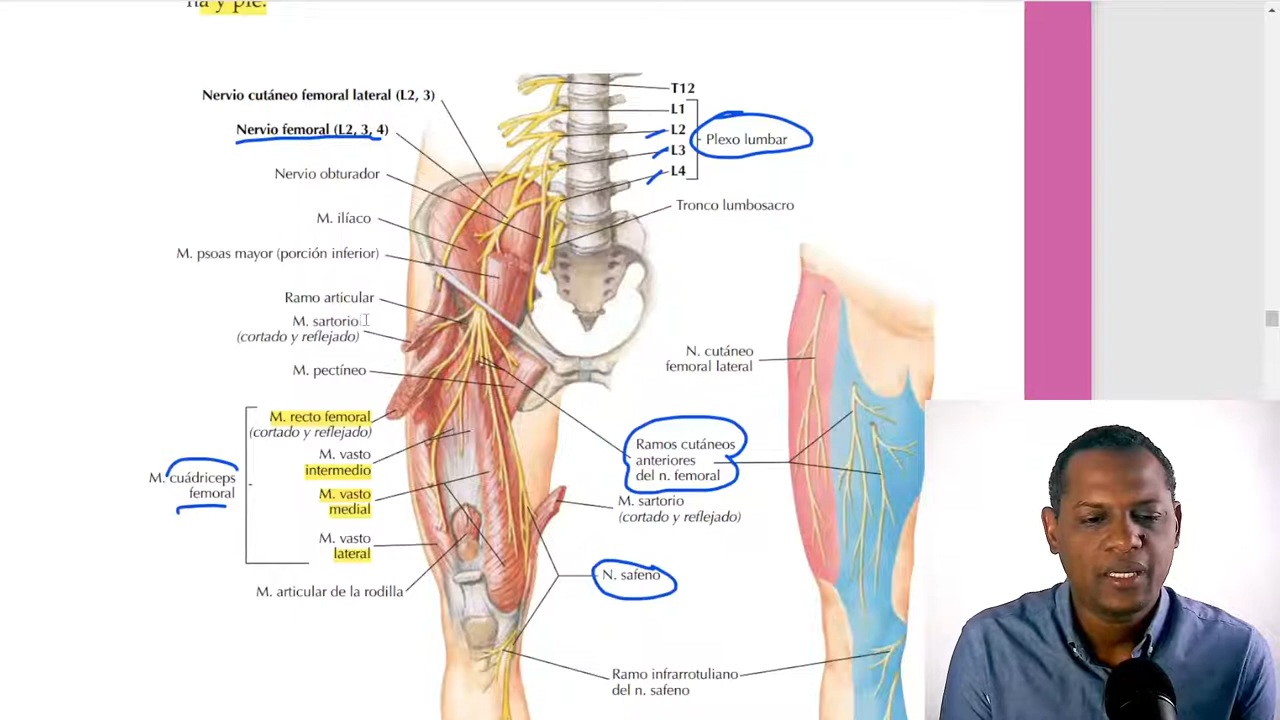 na y pie.
Nervio cutáneo femoral lateral (L2, 3)
Nervio femoral (L2, 3, 4)
Nervio obturador
M. ilíaco
M. psoas mayor (porción inferior)
Ramo articular
M. sartorio
(cortado y reflejado)
M. pectíneo
M. recto femoral
(cortado y reflejado)
M. vasto
intermedio
M. cuádriceps
femoral
M. vasto
medial
M. vasto
lateral
M. articular de la rodilla
T12
L1
L2
L3
L4
Plexo lumbar
Tronco lumbosacro
N. cutáneo
femoral lateral
Ramos cutáneos
anteriores
del n. femoral
M. sartorio
(cortado y reflejado)
N. safeno
Ramo infrarrotuliano
del n. safeno